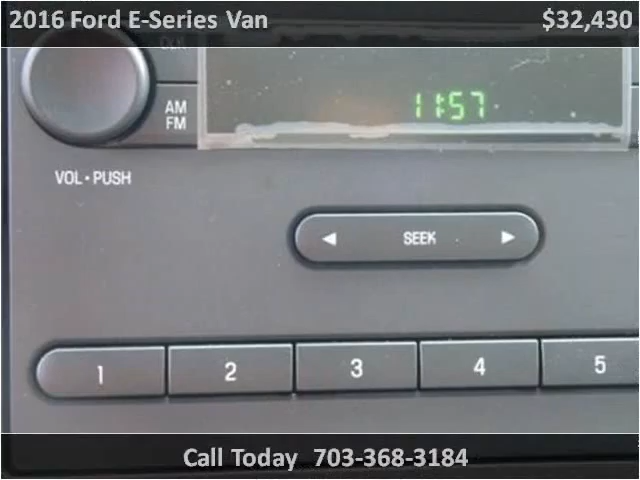 2016 Ford E-Series Van $32,430
CLK
AM
FM
11:57
VOL • PUSH
◄ SEEK ►
1 2 3 4 5
Call Today 703-368-3184